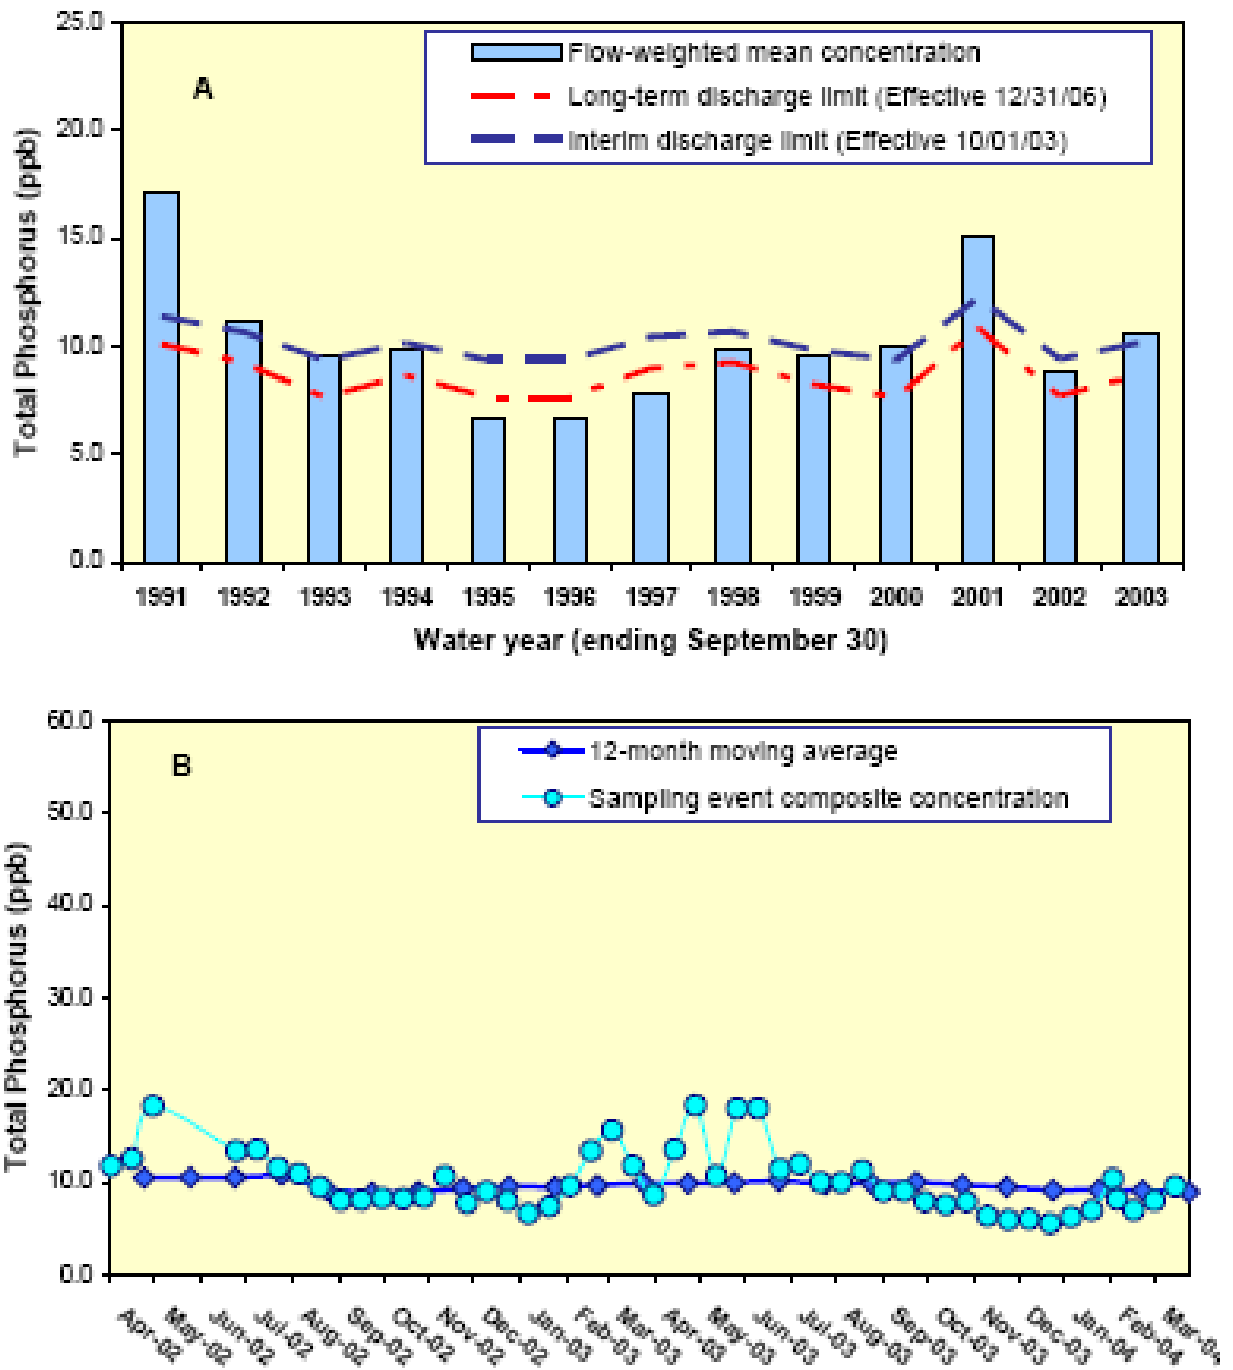 25.0
Flow-weighted mean concentration
A
Long-term discharge limit (Effective 12/31/06)
20.0
Interim discharge limit (Effective 10/01/03)
Total Phosphorus (ppb)
15.0
10.0
5.0
0.0
1991 1992 1993 1994 1995 1996 1997 1998 1999 2000 2001 2002 2003
Water year (ending September 30)
60.0
B
12-month moving average
Sampling event composite concentration
50.0
Total Phosphorus (ppb)
40.0
30.0
20.0
10.0
0.0
Apr-02 May-02 Jun-02 Jul-02 Aug-02 Sep-02 Oct-02 Nov-02 Dec-02 Jan-03 Feb-03 Mar-03 Apr-03 May-03 Jun-03 Jul-03 Aug-03 Sep-03 Oct-03 Nov-03 Dec-03 Jan-04 Feb-04 Mar-04